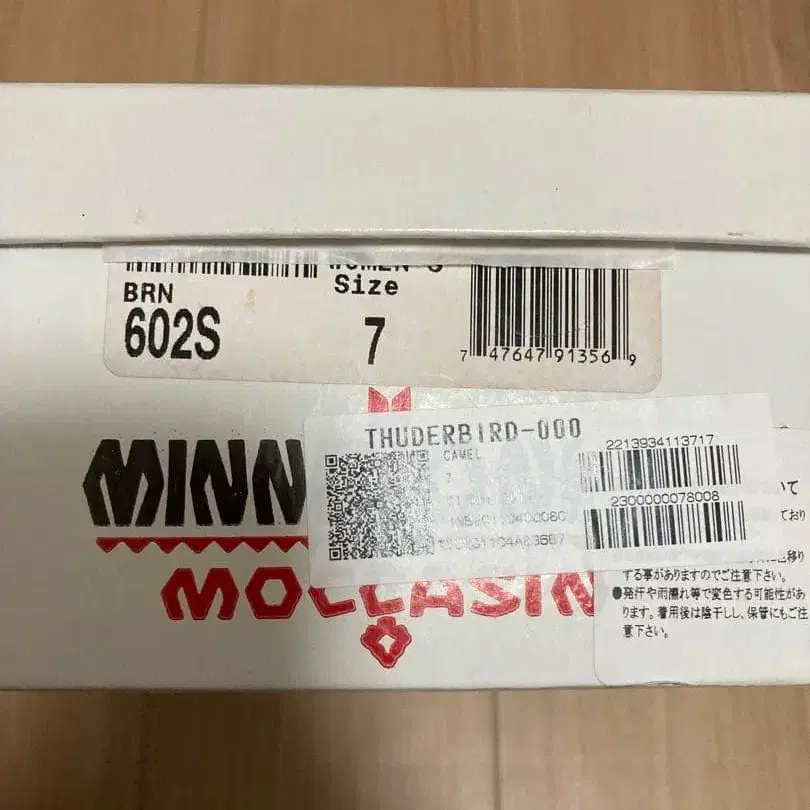 WOMEN'S
BRN
Size
602S
7
7 47647 91356 9
THUDERBIRD-000
CAMEL
7
2213934113717
2300000078008
MINN
MOCCASIN
いて
ており
移り
する事がありますのでご注意下さい。
●発汗や雨濡れ等で変色する可能性があ
ります。着用後は陰干しし、保管にもご注
意下さい。